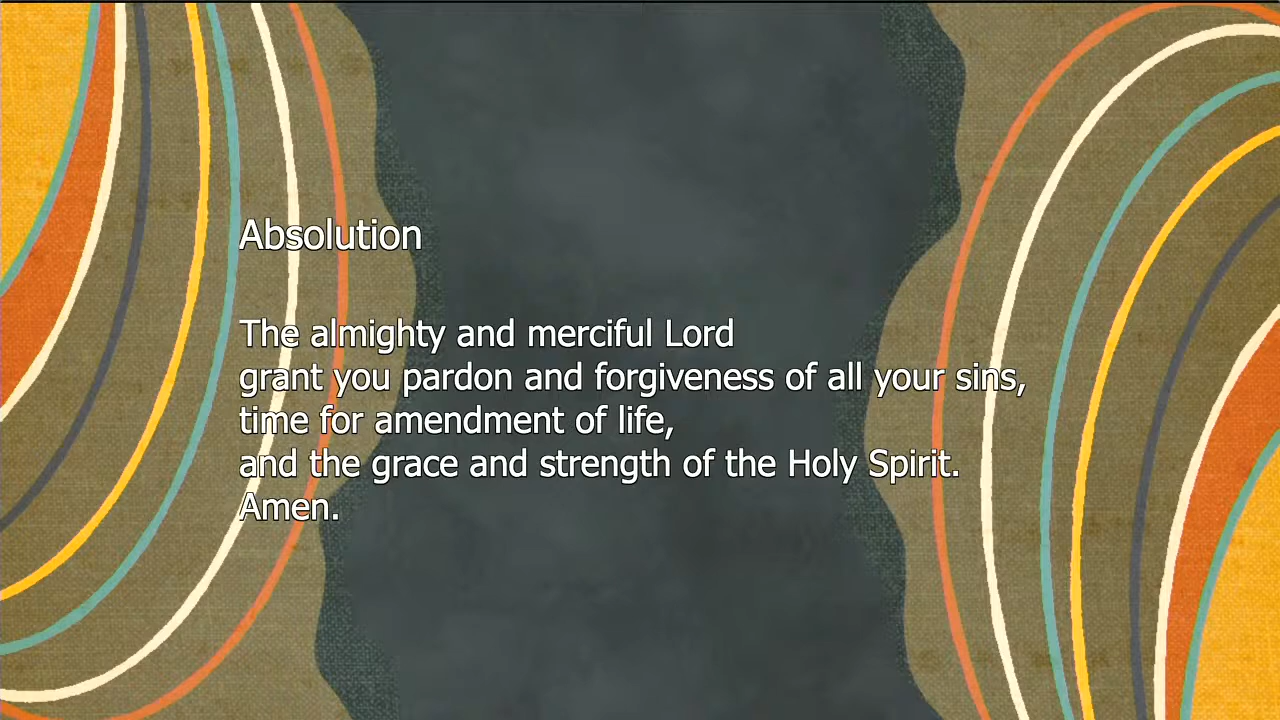 Absolution
The almighty and merciful Lord
grant you pardon and forgiveness of all your sins,
time for amendment of life,
and the grace and strength of the Holy Spirit.
Amen.